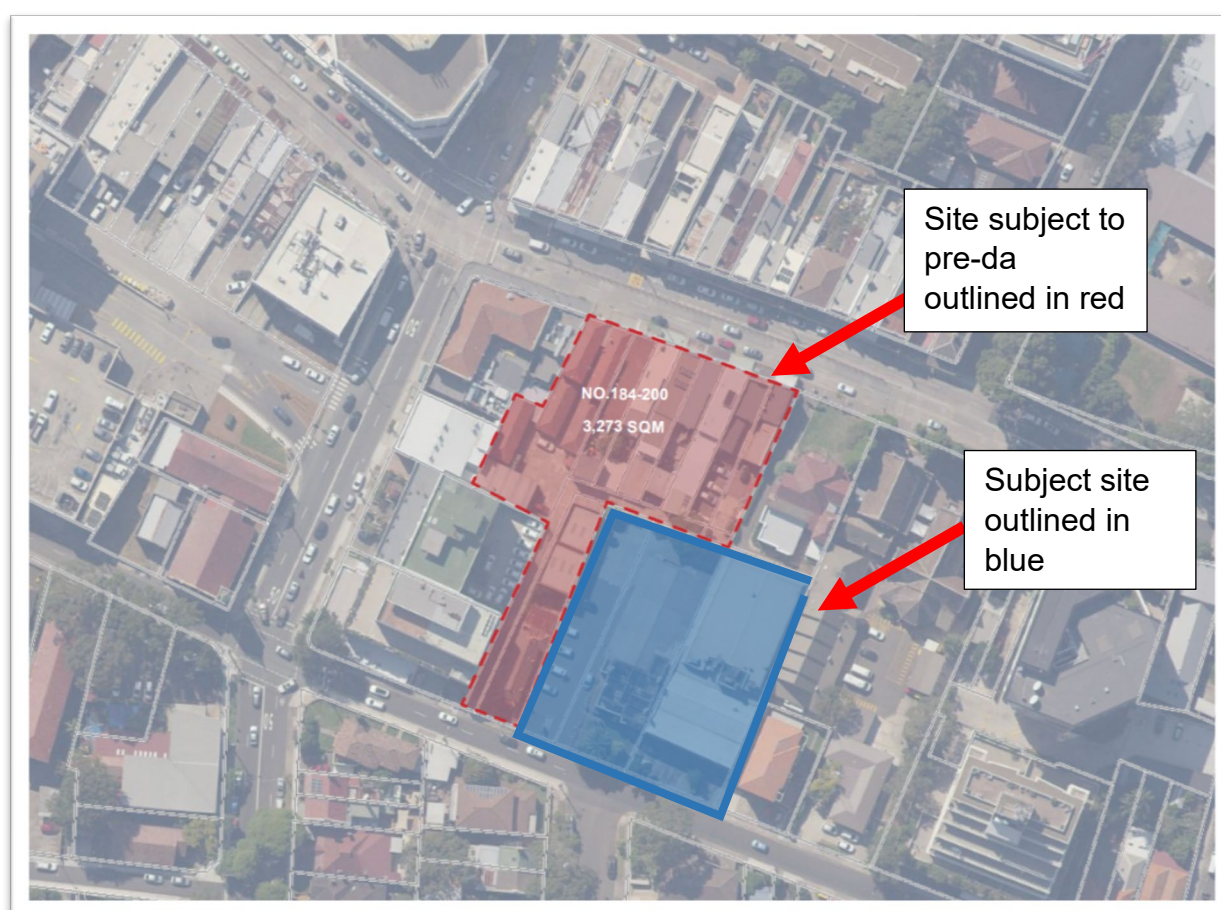 Site subject to
pre-da
outlined in red
NO.184-200
3,273 SQM
Subject site
outlined in
blue